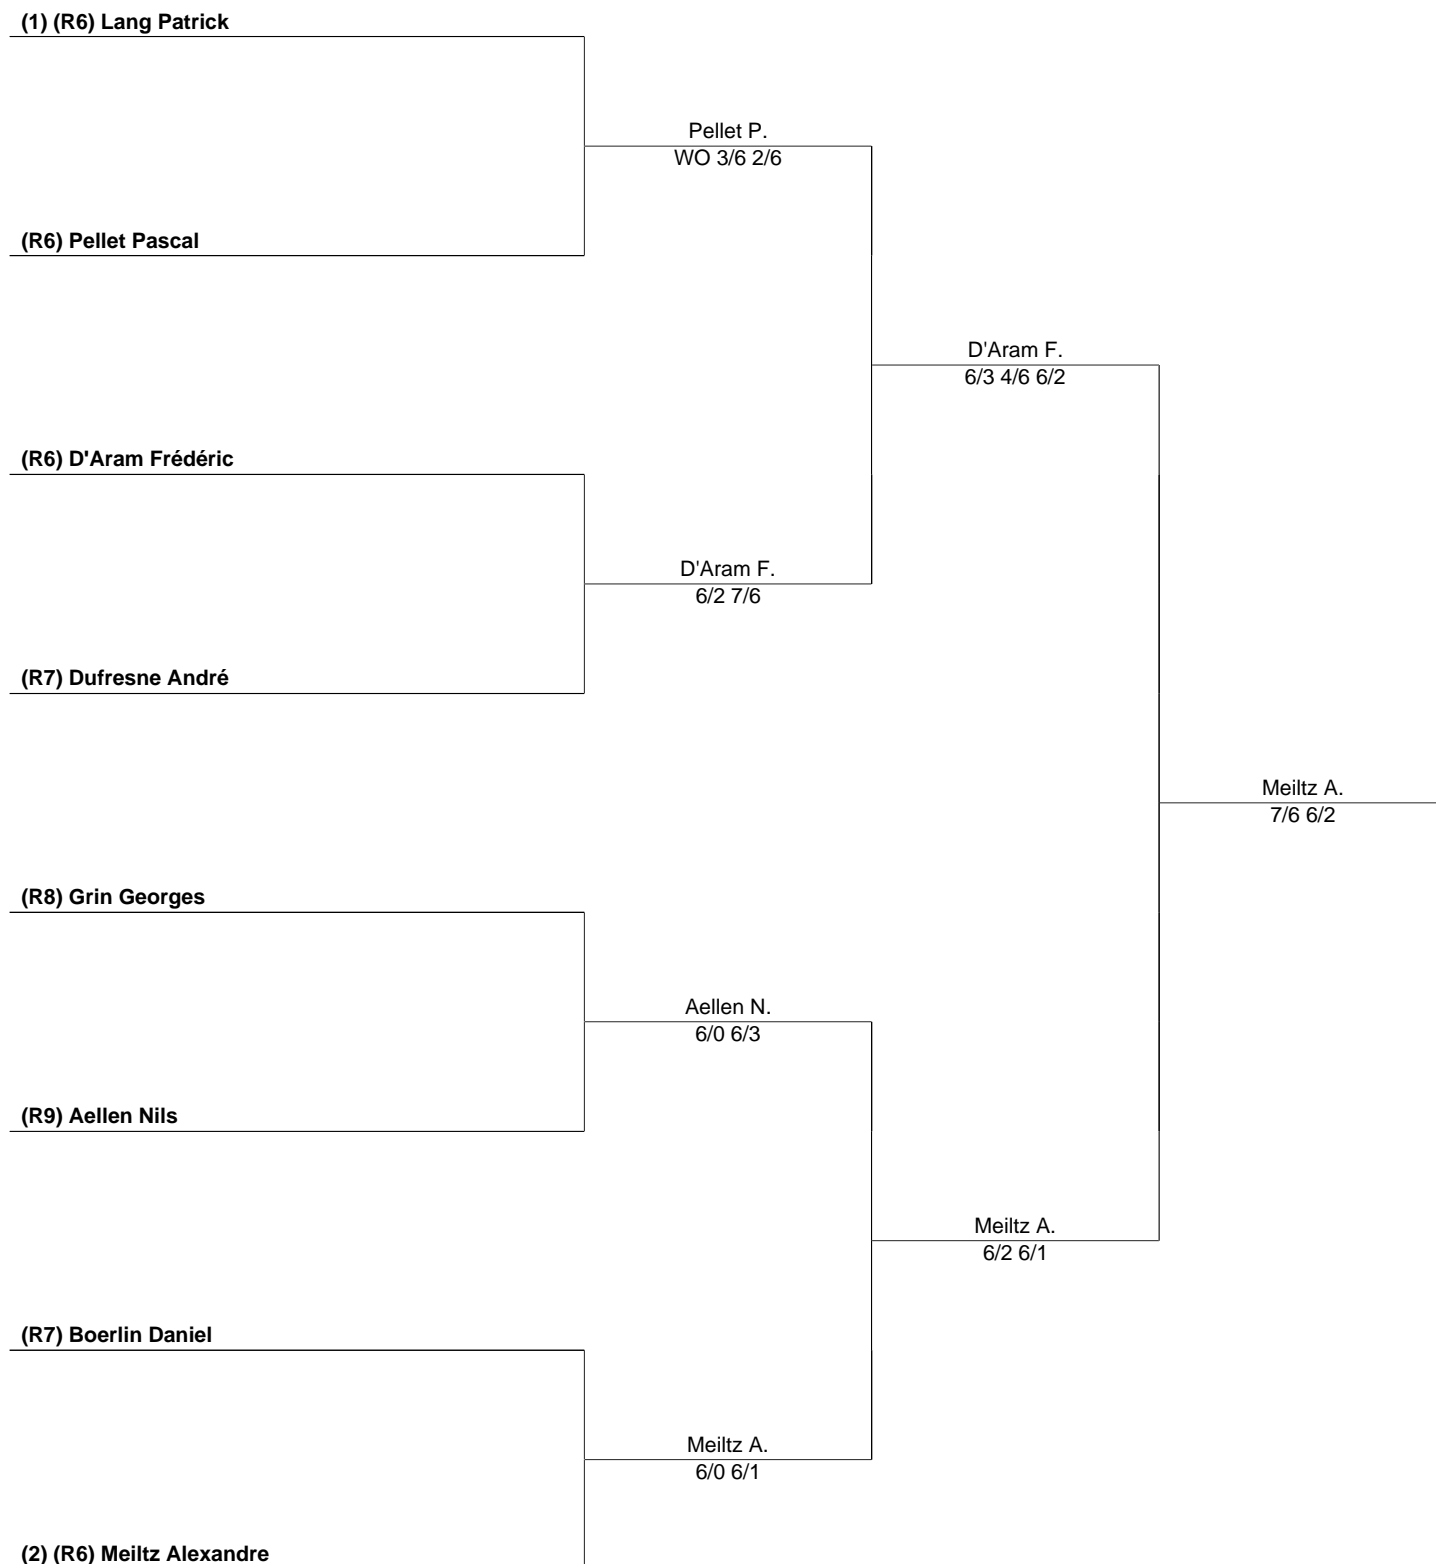 (1) (R6) Lang Patrick
Pellet P.
WO 3/6 2/6
(R6) Pellet Pascal
D'Aram F.
6/3 4/6 6/2
(R6) D'Aram Frédéric
D'Aram F.
6/2 7/6
(R7) Dufresne André
Meiltz A.
7/6 6/2
(R8) Grin Georges
Aellen N.
6/0 6/3
(R9) Aellen Nils
Meiltz A.
6/2 6/1
(R7) Boerlin Daniel
Meiltz A.
6/0 6/1
(2) (R6) Meiltz Alexandre